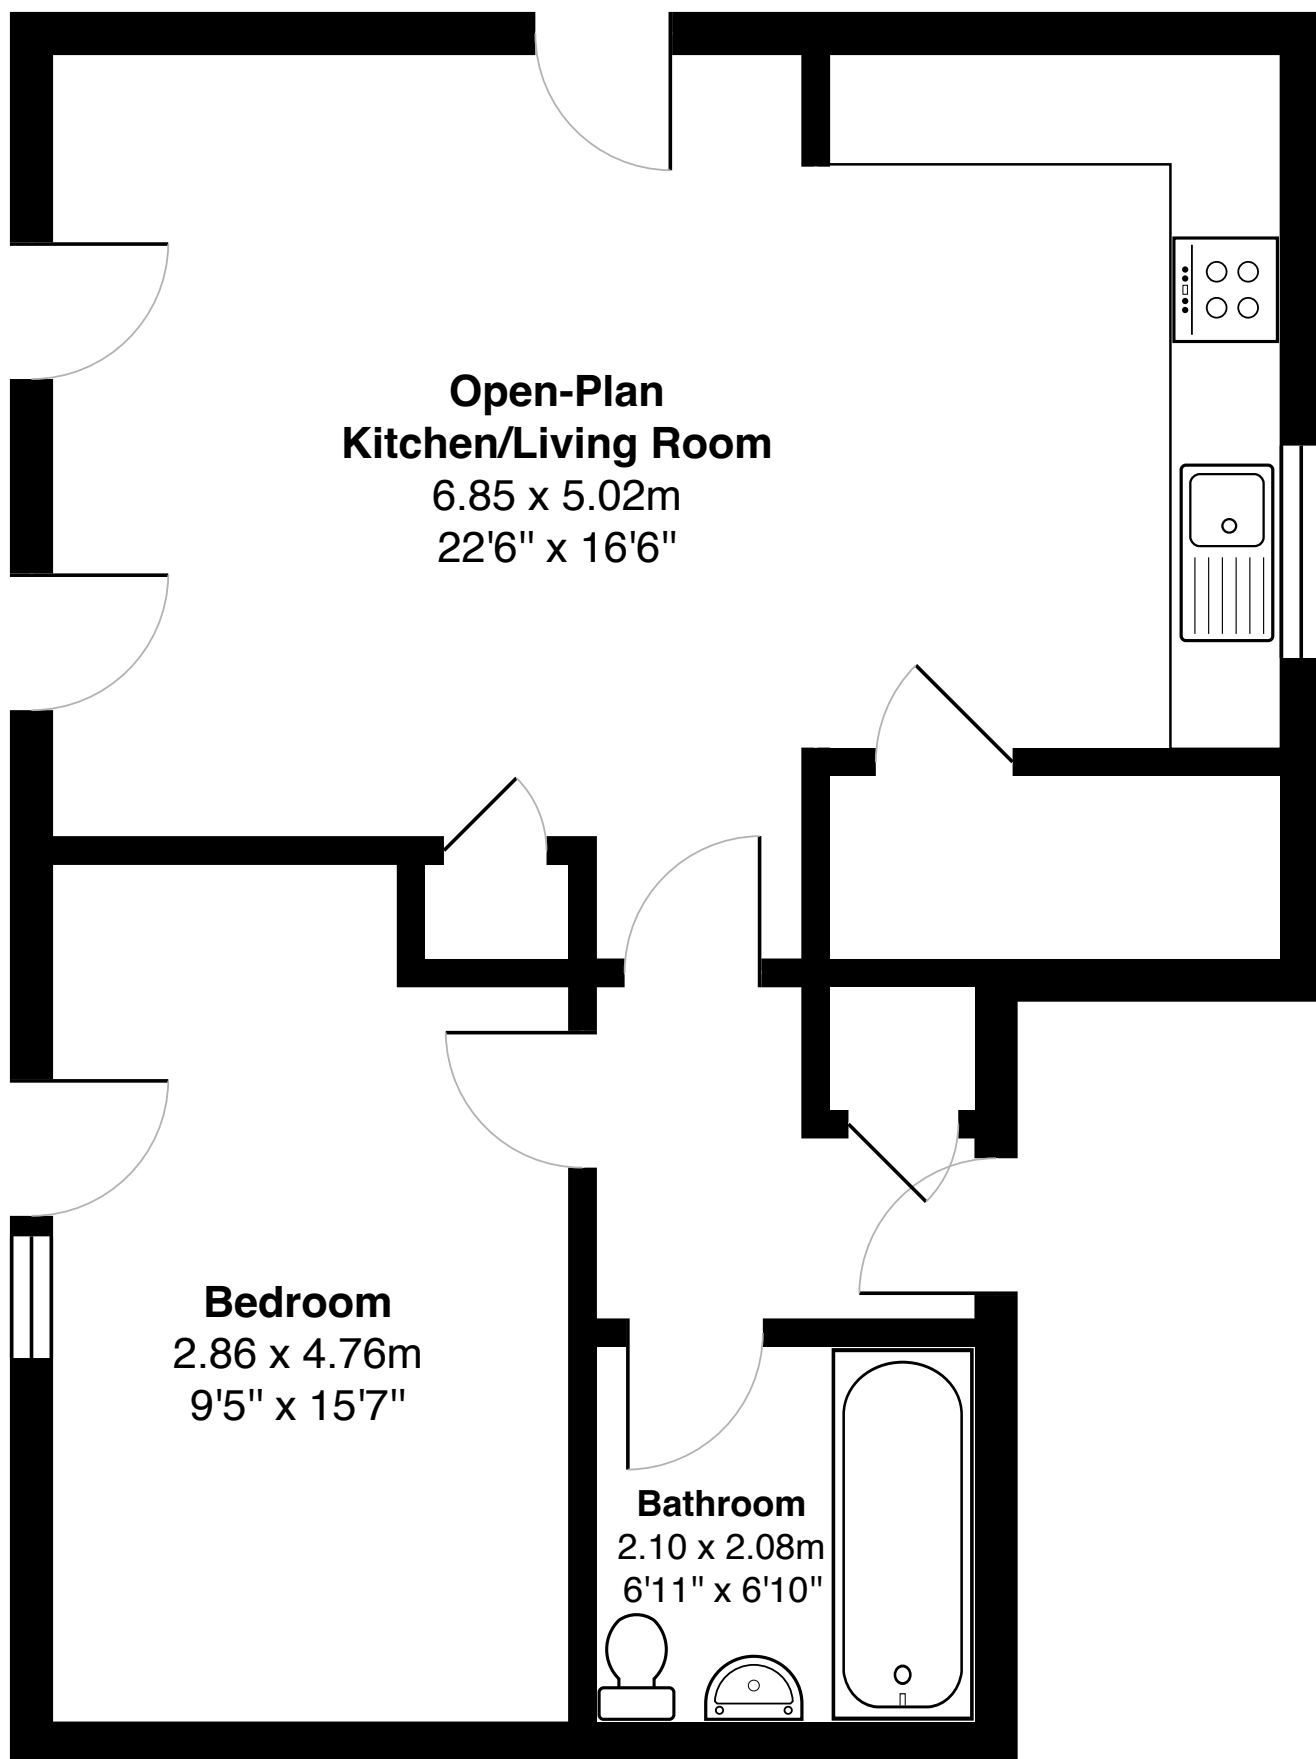 Open-Plan
Kitchen/Living Room
6.85 x 5.02m
22'6" x 16'6"
Bedroom
2.86 x 4.76m
9'5" x 15'7"
Bathroom
2.10 x 2.08m
6'11" x 6'10"